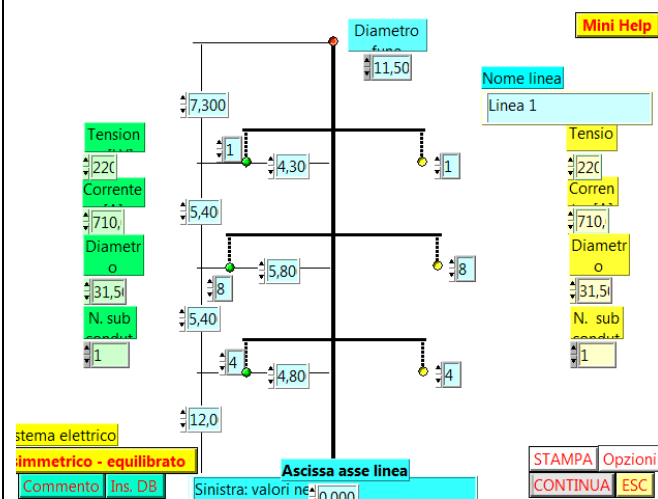 Diametro
11,50
Mini Help
Nome linea
Linea 1
7,300
Tension
1
4,30
1
Tensio
220
220
Corrente
5,40
Corren
710,
710,
Diametr
o
5,80
8
8
Diametr
o
31,50
31,50
N. sub
5,40
N. sub
1
4
4,80
4
1
12,0
stema elettrico
simmetrico - equilibrato
Ascissa asse linea
STAMPA Opzioni
Commento Ins. DB
Sinistra: valori ne
0,000
CONTINUA ESC